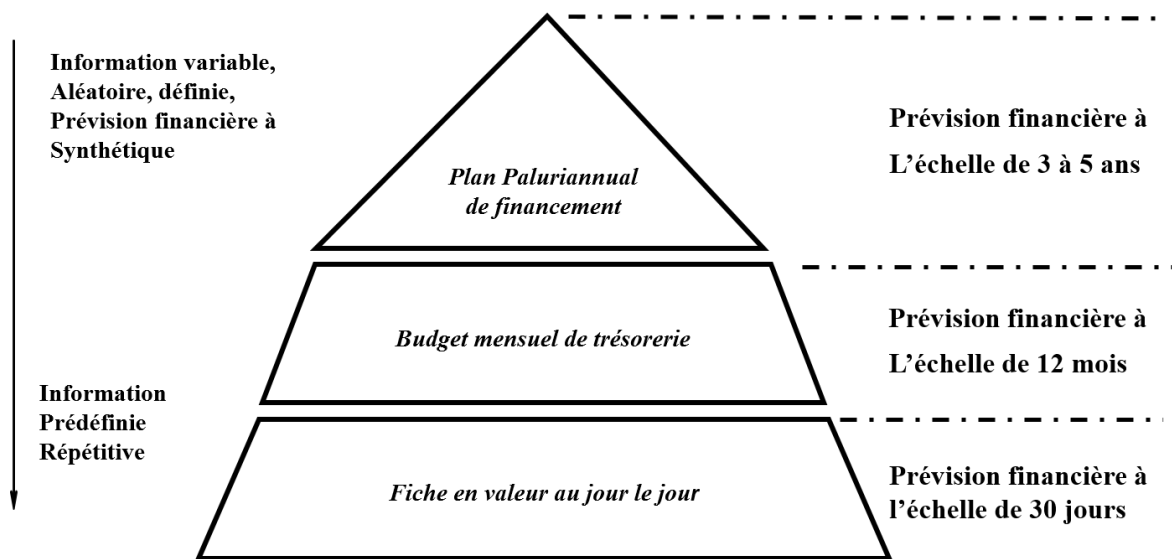 Information variable,
Aléatoire, définie,
Prévision financière à
Synthétique
Prévision financière à
L'échelle de 3 à 5 ans
Plan Paluriannual
de financement
Budget mensuel de trésorerie
Prévision financière à
L'échelle de 12 mois
Information
Prédéfinie
Répétitive
Fiche en valeur au jour le jour
Prévision financière à
l'échelle de 30 jours